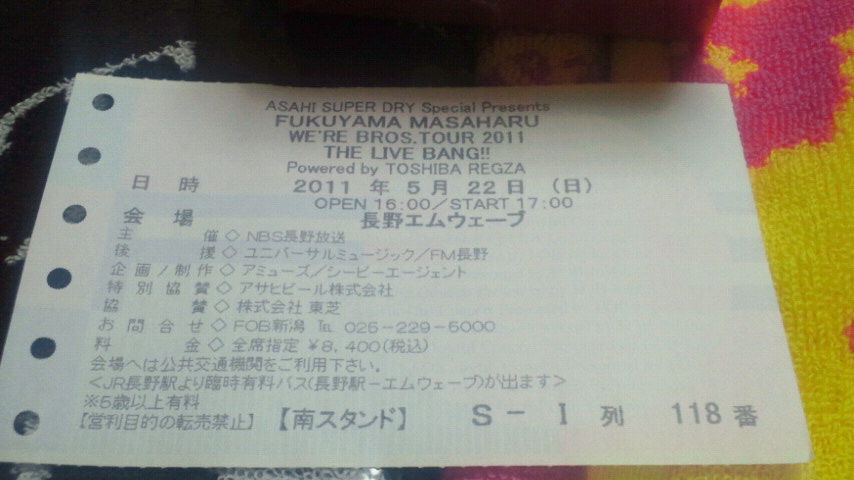 ASAHI SUPER DRY Special Presents
FUKUYAMA MASAHARU
WE'RE BROS.TOUR 2011
THE LIVE BANG!!
Powered by TOSHIBA REGZA
日 時 2011 年 5月 22日 (日)
OPEN 16:00/START 17:00
会 場 長野エムウェーブ
主 催◇NBS長野放送
後 援◇ユニバーサルミュージック/FM長野
企画/制作◇アミューズ/シーピーエージェント
特別協賛◇アサヒビール株式会社
協 賛◇株式会社 東芝
お問合せ◇FOB新潟 ℡ 025-229-5000
料 金◇全席指定 ¥8,400(税込)
会場へは公共交通機関をご利用下さい。
<JR長野駅より臨時有料バス(長野駅-エムウェーブ)が出ます>
※5歳以上有料
【営利目的の転売禁止】 【南スタンド】 S- I 列 118番